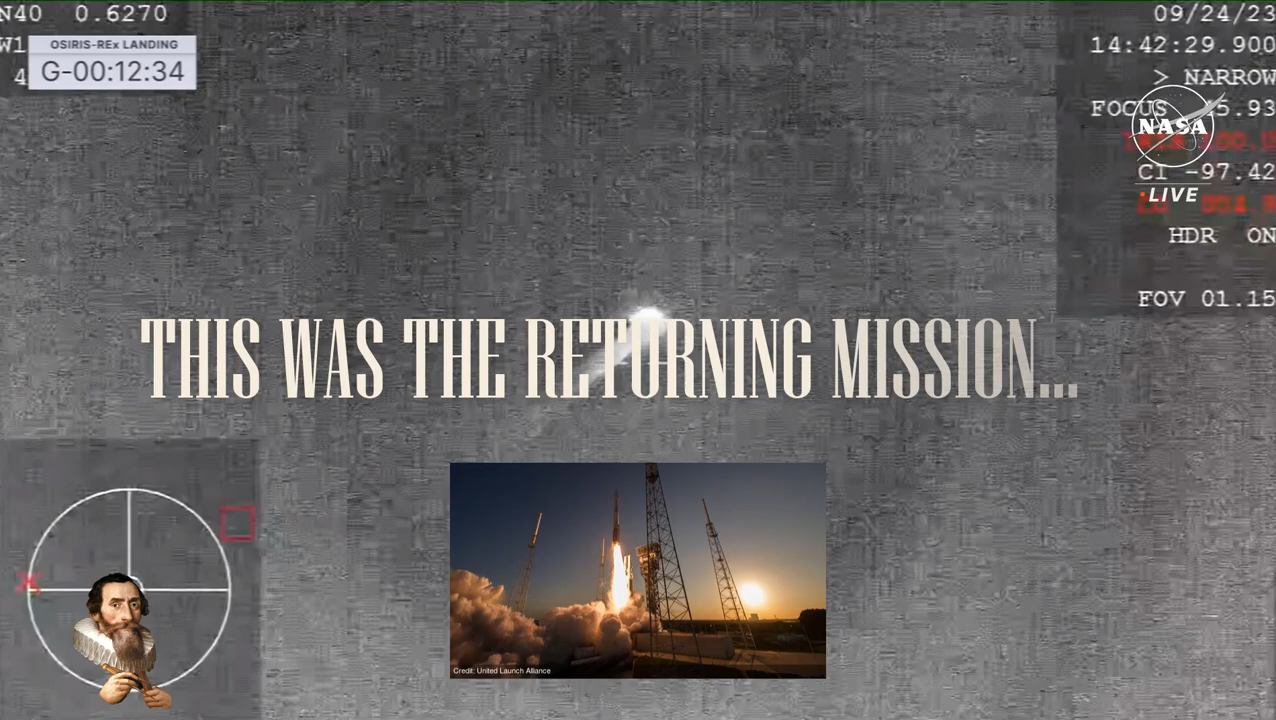 N40 0.6270
W1
4
OSIRIS-REx LANDING
G-00:12:34
09/24/23
14:42:29.900
> NARROW
FOCUS 5.93
NASA
CI -97.42
LIVE
HDR ON
FOV 01.15
THIS WAS THE RETURNING MISSION...
Credit: United Launch Alliance